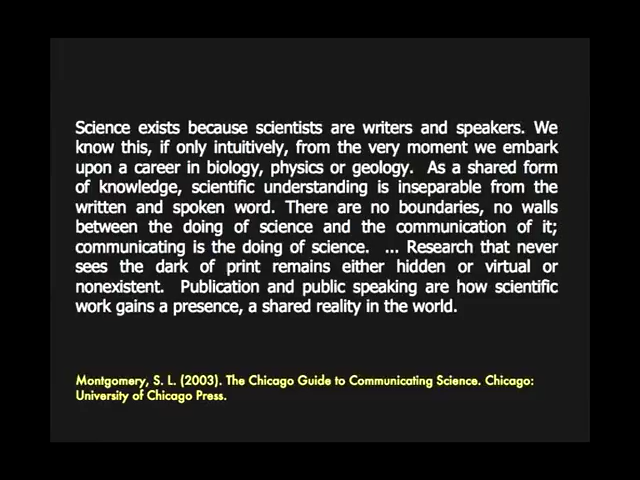 Science exists because scientists are writers and speakers. We
know this, if only intuitively, from the very moment we embark
upon a career in biology, physics or geology. As a shared form
of knowledge, scientific understanding is inseparable from the
written and spoken word. There are no boundaries, no walls
between the doing of science and the communication of it;
communicating is the doing of science. ... Research that never
sees the dark of print remains either hidden or virtual or
nonexistent. Publication and public speaking are how scientific
work gains a presence, a shared reality in the world.
Montgomery, S. L. (2003). The Chicago Guide to Communicating Science. Chicago:
University of Chicago Press.